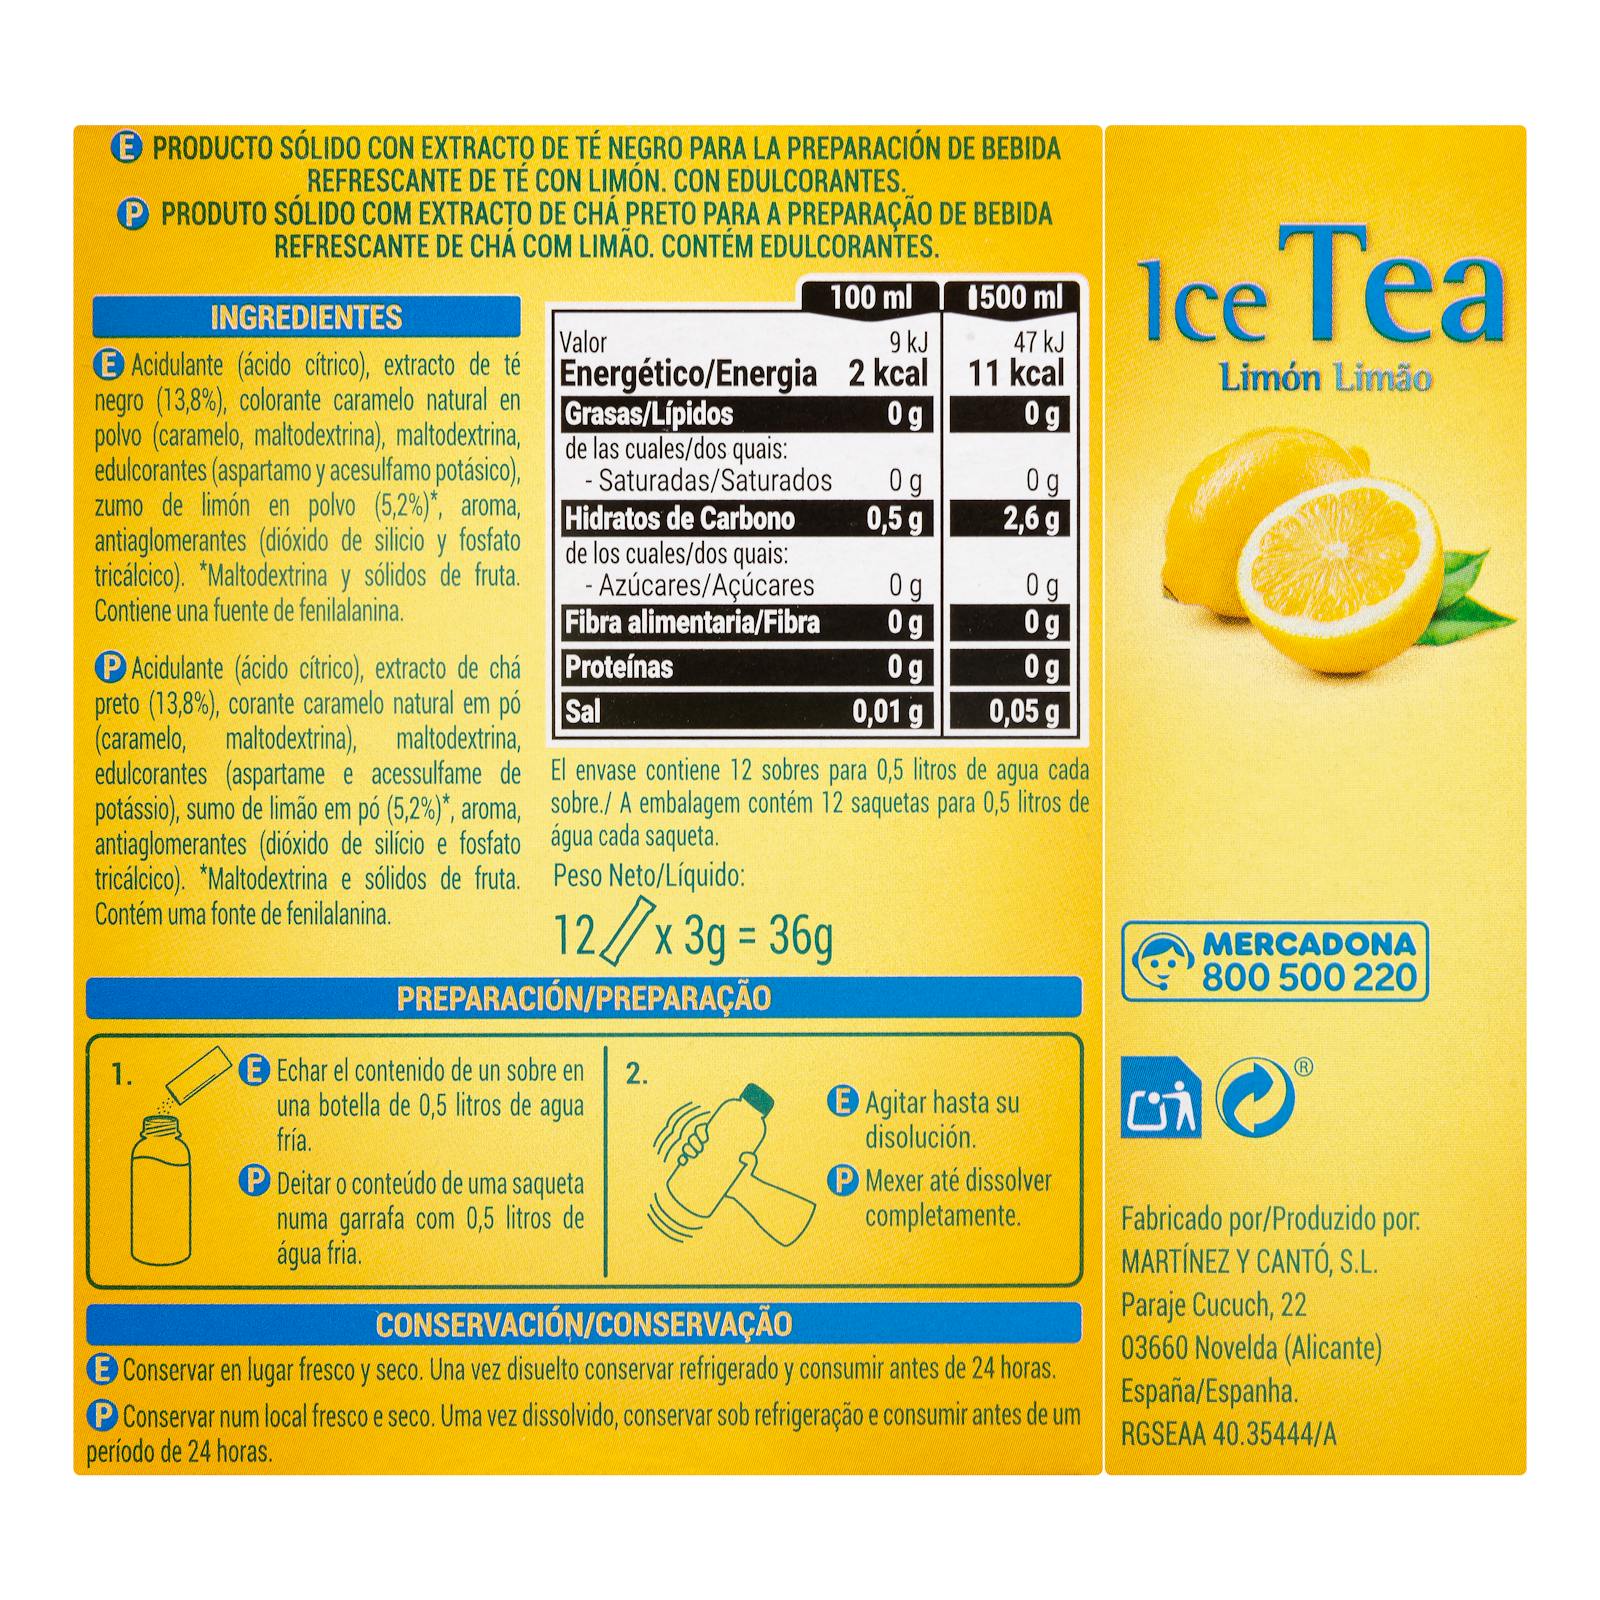 E PRODUCTO SÓLIDO CON EXTRACTO DE TÉ NEGRO PARA LA PREPARACIÓN DE BEBIDA
REFRESCANTE DE TÉ CON LIMÓN. CON EDULCORANTES.
P PRODUTO SÓLIDO COM EXTRACTO DE CHÁ PRETO PARA A PREPARAÇÃO DE BEBIDA
REFRESCANTE DE CHÁ COM LIMÃO. CONTÉM EDULCORANTES.
INGREDIENTES
E Acidulante (ácido cítrico), extracto de té
negro (13,8%), colorante caramelo natural en
polvo (caramelo, maltodextrina), maltodextrina,
edulcorantes (aspartamo y acesulfamo potásico),
zumo de limón en polvo (5,2%)*, aroma,
antiaglomerantes (dióxido de silicio y fosfato
tricálcico). *Maltodextrina y sólidos de fruta.
Contiene una fuente de fenilalanina.
P Acidulante (ácido cítrico), extracto de chá
preto (13,8%), corante caramelo natural em pó
(caramelo, maltodextrina), maltodextrina,
edulcorantes (aspartame e acessulfame de
potássio), sumo de limão em pó (5,2%)*, aroma,
antiaglomerantes (dióxido de silício e fosfato
tricálcico). *Maltodextrina e sólidos de fruta.
Contém uma fonte de fenilalanina.
100 ml 500 ml
Valor 9 kJ 47 kJ
Energético/Energia 2 kcal 11 kcal
Grasas/Lípidos 0 g 0 g
de las cuales/dos quais:
- Saturadas/Saturados 0 g 0 g
Hidratos de Carbono 0,5 g 2,6 g
de los cuales/dos quais:
- Azúcares/Açúcares 0 g 0 g
Fibra alimentaria/Fibra 0 g 0 g
Proteínas 0 g 0 g
Sal 0,01 g 0,05 g
El envase contiene 12 sobres para 0,5 litros de agua cada
sobre./ A embalagem contém 12 saquetas para 0,5 litros de
água cada saqueta.
Peso Neto/Líquido:
12 x 3g = 36g
PREPARACIÓN/PREPARAÇÃO
1.
E Echar el contenido de un sobre en
una botella de 0,5 litros de agua
fría.
P Deitar o conteúdo de uma saqueta
numa garrafa com 0,5 litros de
água fria.
2.
E Agitar hasta su
disolución.
P Mexer até dissolver
completamente.
CONSERVACIÓN/CONSERVAÇÃO
E Conservar en lugar fresco y seco. Una vez disuelto conservar refrigerado y consumir antes de 24 horas.
P Conservar num local fresco e seco. Uma vez dissolvido, conservar sob refrigeração e consumir antes de um
período de 24 horas.
Ice Tea
Limón Limão
MERCADONA
800 500 220
®
Fabricado por/Produzido por:
MARTÍNEZ Y CANTÓ, S.L.
Paraje Cucuch, 22
03660 Novelda (Alicante)
España/Espanha.
RGSEAA 40.35444/A